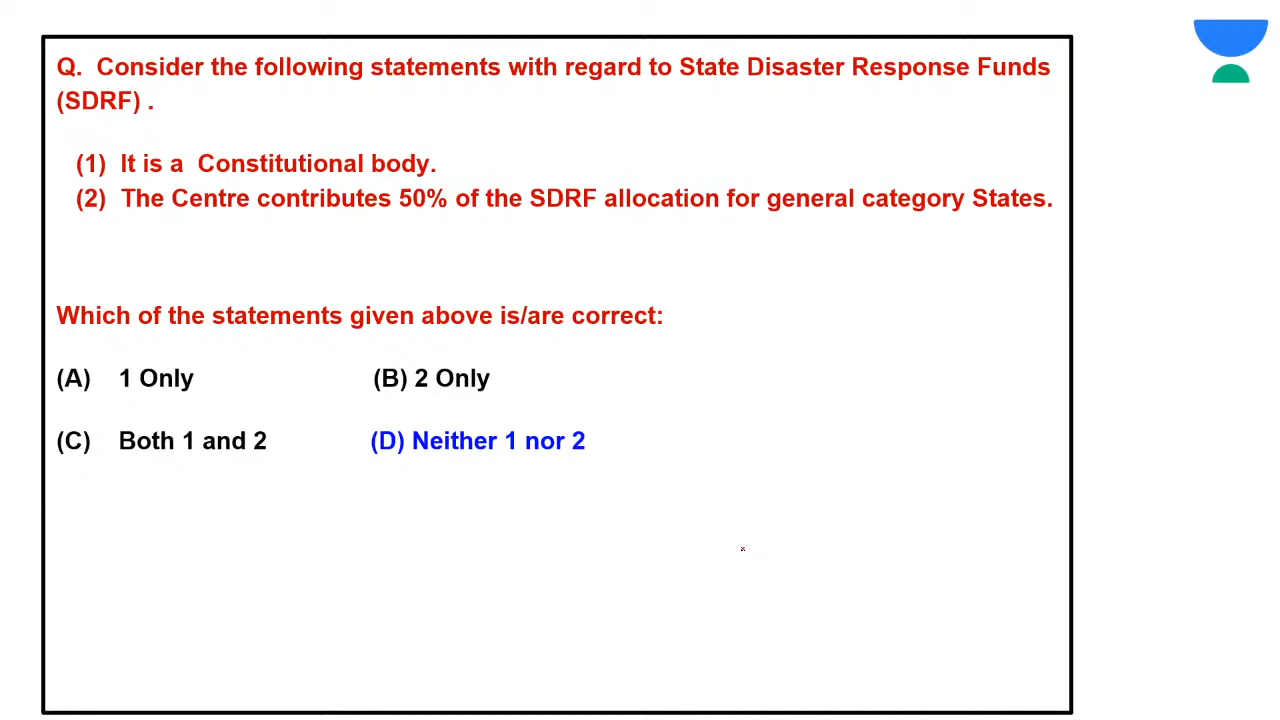 Q. Consider the following statements with regard to State Disaster Response Funds
(SDRF) .
(1) It is a Constitutional body.
(2) The Centre contributes 50% of the SDRF allocation for general category States.
Which of the statements given above is/are correct:
(A) 1 Only (B) 2 Only
(C) Both 1 and 2 (D) Neither 1 nor 2